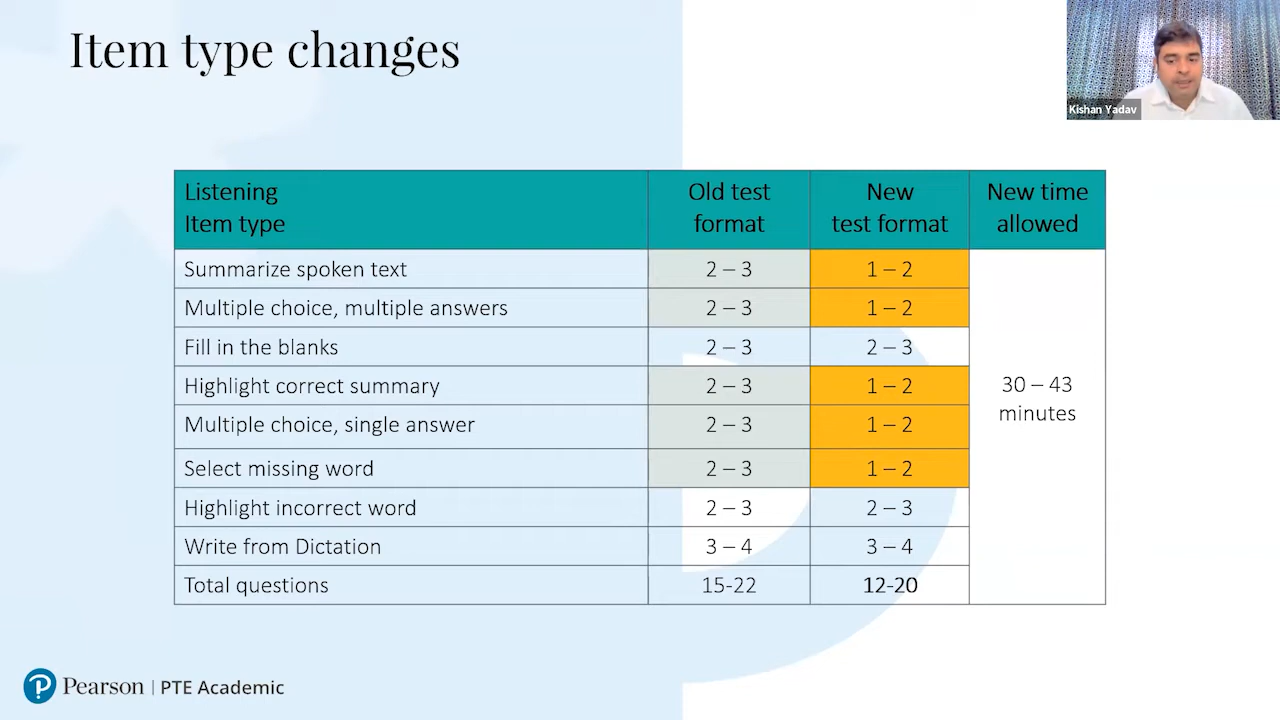 Item type changes
Kishan Yadav
Listening
Item type
Old test
format
New
test format
New time
allowed
Summarize spoken text
2 – 3
1 – 2
Multiple choice, multiple answers
2 – 3
1 – 2
Fill in the blanks
2 – 3
2 – 3
Highlight correct summary
2 – 3
1 – 2
30 – 43
minutes
Multiple choice, single answer
2 – 3
1 – 2
Select missing word
2 – 3
1 – 2
Highlight incorrect word
2 – 3
2 – 3
Write from Dictation
3 – 4
3 – 4
Total questions
15-22
12-20
Pearson | PTE Academic